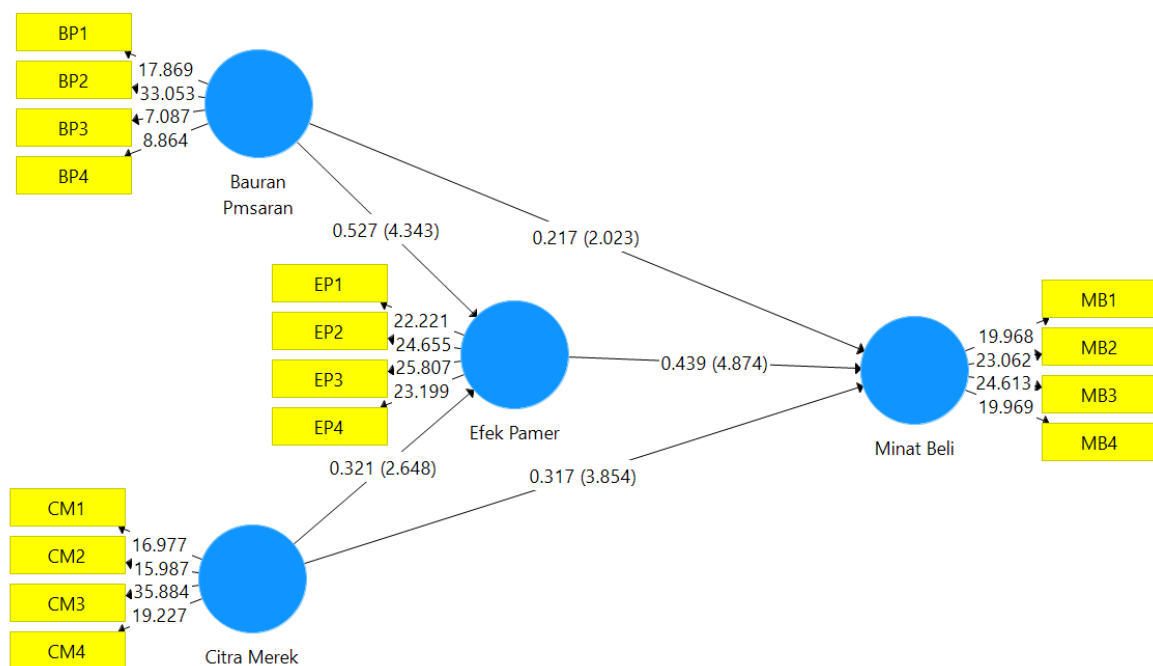 BP1
BP2
BP3
BP4
17.869
33.053
7.087
8.864
Bauran
Pmsaran
0.527 (4.343)
0.217 (2.023)
EP1
EP2
EP3
EP4
22.221
24.655
25.807
23.199
Efek Pamer
0.439 (4.874)
MB1
MB2
MB3
MB4
19.968
23.062
24.613
19.969
Minat Beli
0.321 (2.648)
0.317 (3.854)
CM1
CM2
CM3
CM4
16.977
15.987
35.884
19.227
Citra Merek